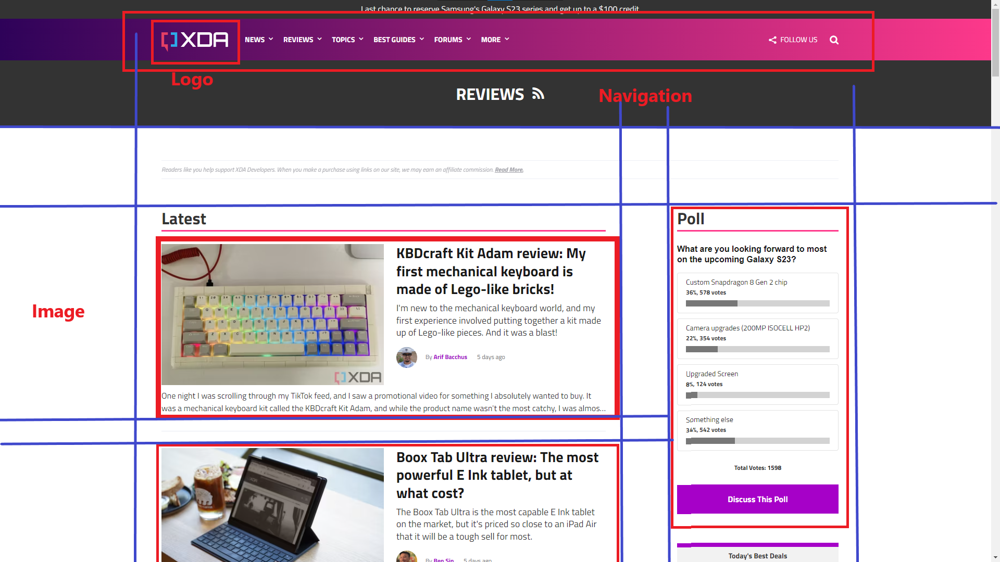 Last chance to reserve Samsung's Galaxy S23 series and get up to a $100 credit
XDA NEWS REVIEWS TOPICS BEST GUIDES FORUMS MORE FOLLOW US
Logo
REVIEWS
Navigation
Readers like you help support XDA Developers. When you make a purchase using links on our site, we may earn an affiliate commission. Read More.
Latest
KBDcraft Kit Adam review: My
first mechanical keyboard is
made of Lego-like bricks!
I'm new to the mechanical keyboard world, and my
first experience involved putting together a kit made
up of Lego-like pieces. And it was a blast!
By Arif Bacchus 5 days ago
XDA
One night I was scrolling through my TikTok feed, and I saw a promotional video for something I absolutely wanted to buy. It
was a mechanical keyboard kit called the KBDcraft Kit Adam, and while the product name wasn't the most catchy, I was almos...
Image
Boox Tab Ultra review: The most
powerful E Ink tablet, but at
what cost?
The Boox Tab Ultra is the most capable E Ink tablet
on the market, but it's priced so close to an iPad Air
that it will be a tough sell for most.
By Ben Sin 5 days ago
Poll
What are you looking forward to most
on the upcoming Galaxy S23?
Custom Snapdragon 8 Gen 2 chip
36%, 578 votes
Camera upgrades (200MP ISOCELL HP2)
22%, 354 votes
Upgraded Screen
8%, 124 votes
Something else
34%, 542 votes
Total Votes: 1598
Discuss This Poll
Today's Best Deals